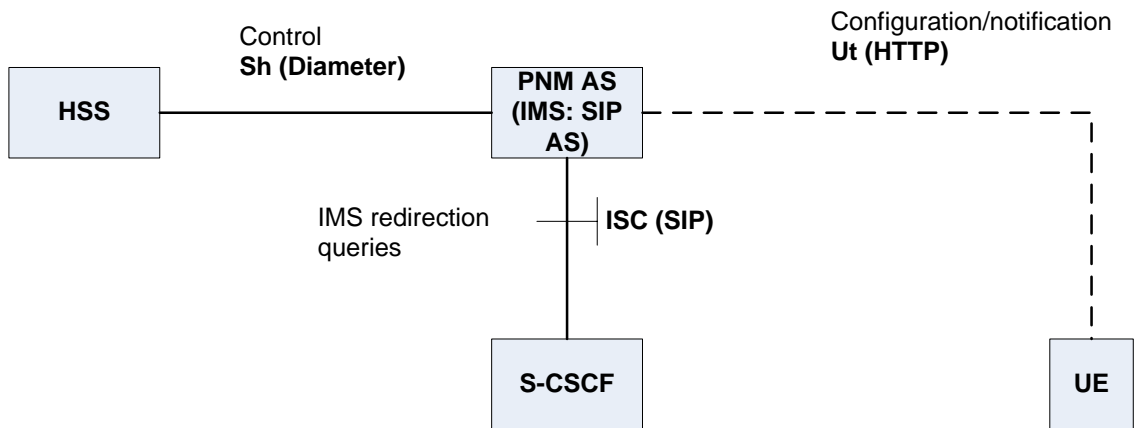 Control
Sh (Diameter)
Configuration/notification
Ut (HTTP)
HSS
PNM AS
(IMS: SIP
AS)
IMS redirection
queries
ISC (SIP)
S-CSCF
UE